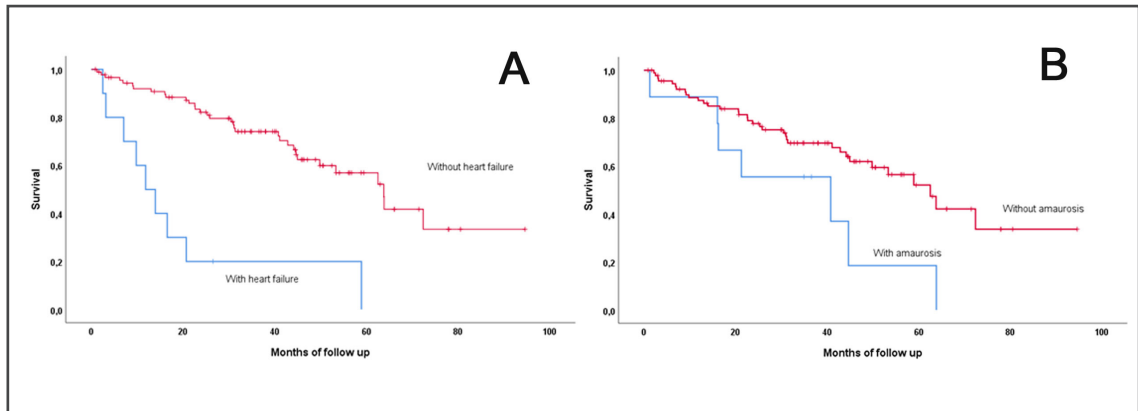 A
1,0
0,8
0,6
0,4
0,2
0,0
Survival
Without heart failure
With heart failure
0 20 40 60 80 100
Months of follow up
B
1,0
0,8
0,6
0,4
0,2
0,0
Survival
Without amaurosis
With amaurosis
0 20 40 60 80 100
Months of follow up